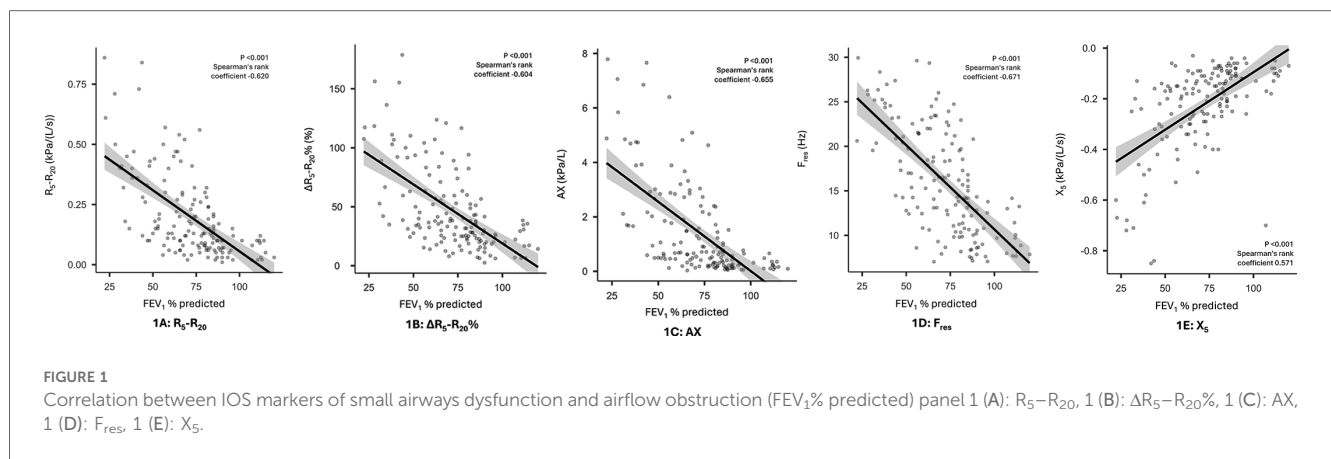 P <0.001
Spearman's rank
coefficient -0.620
R₅-R₂₀ (kPa/(L/s))
0.75
0.50
0.25
0.00
25 50 75 100
FEV₁ % predicted
1A: R₅-R₂₀
P <0.001
Spearman's rank
coefficient -0.604
ΔR₅-R₂₀% (%)
150
100
50
0
25 50 75 100
FEV₁ % predicted
1B: ΔR₅-R₂₀%
P <0.001
Spearman's rank
coefficient -0.655
AX (kPa/L)
8
6
4
2
0
25 50 75 100
FEV₁ % predicted
1C: AX
P <0.001
Spearman's rank
coefficient -0.671
F_res (Hz)
30
25
20
15
10
25 50 75 100
FEV₁ % predicted
1D: F_res
X₅ (kPa/(L/s))
0.0
-0.2
-0.4
-0.6
-0.8
P <0.001
Spearman's rank
coefficient 0.571
25 50 75 100
FEV₁ % predicted
1E: X₅
FIGURE 1
Correlation between IOS markers of small airways dysfunction and airflow obstruction (FEV₁% predicted) panel 1 (A): R₅–R₂₀, 1 (B): ΔR₅–R₂₀%, 1 (C): AX,
1 (D): F_res, 1 (E): X₅.